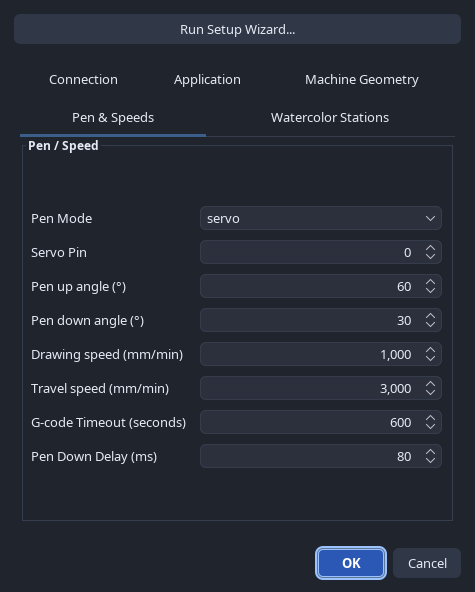 Run Setup Wizard...
Connection Application Machine Geometry
Pen & Speeds Watercolor Stations
Pen / Speed
Pen Mode servo
Servo Pin 0
Pen up angle (°) 60
Pen down angle (°) 30
Drawing speed (mm/min) 1,000
Travel speed (mm/min) 3,000
G-code Timeout (seconds) 600
Pen Down Delay (ms) 80
OK Cancel